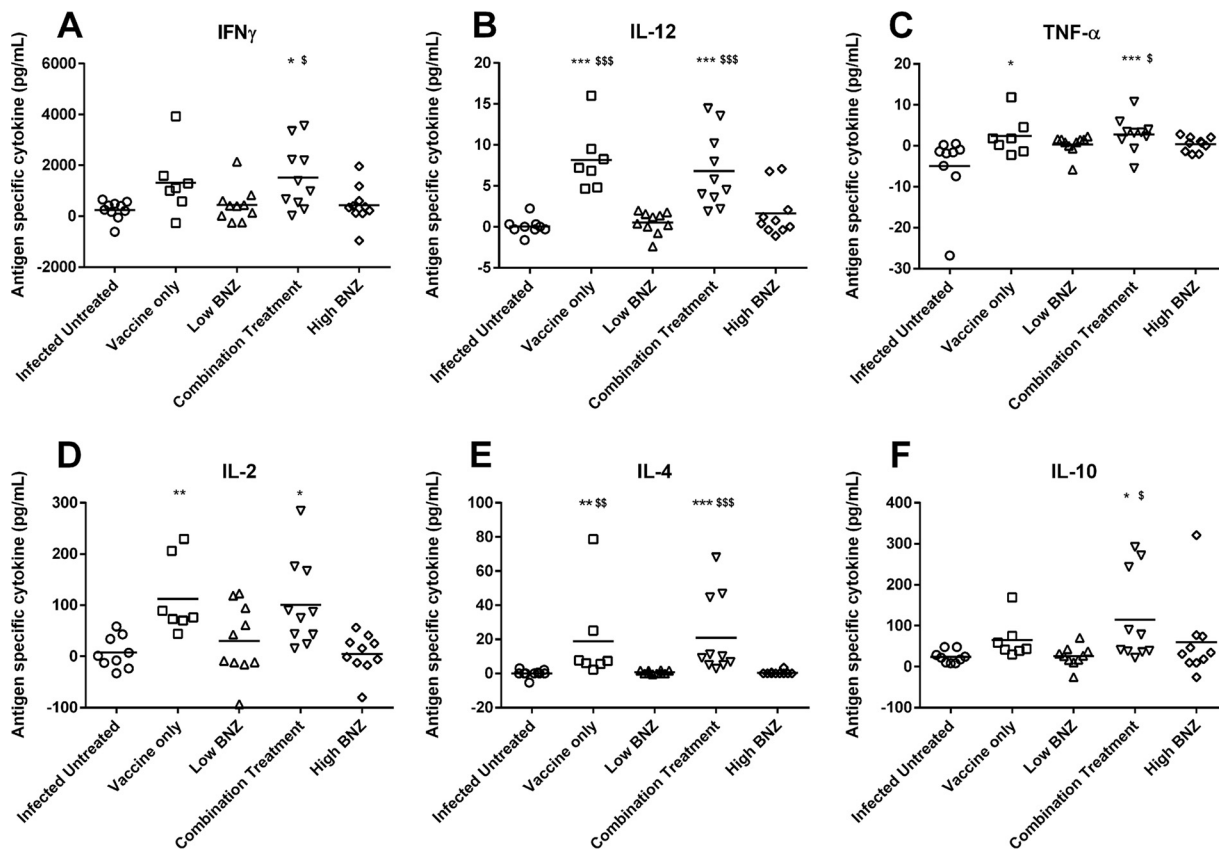 A
IFNγ
* $
Antigen specific cytokine (pg/mL)
6000
4000
2000
0
-2000
Infected Untreated
Vaccine only
Low BNZ
Combination Treatment
High BNZ
B
IL-12
*** $$$
*** $$$
Antigen specific cytokine (pg/mL)
20
15
10
5
0
-5
Infected Untreated
Vaccine only
Low BNZ
Combination Treatment
High BNZ
C
TNF-α
*
*** $
Antigen specific cytokine (pg/mL)
20
10
0
-10
-20
-30
Infected Untreated
Vaccine only
Low BNZ
Combination Treatment
High BNZ
D
IL-2
**
*
Antigen specific cytokine (pg/mL)
300
200
100
0
-100
Infected Untreated
Vaccine only
Low BNZ
Combination Treatment
High BNZ
E
IL-4
** $$
*** $$$
Antigen specific cytokine (pg/mL)
100
80
60
40
20
0
-20
Infected Untreated
Vaccine only
Low BNZ
Combination Treatment
High BNZ
F
IL-10
* $
Antigen specific cytokine (pg/mL)
400
300
200
100
0
-100
Infected Untreated
Vaccine only
Low BNZ
Combination Treatment
High BNZ